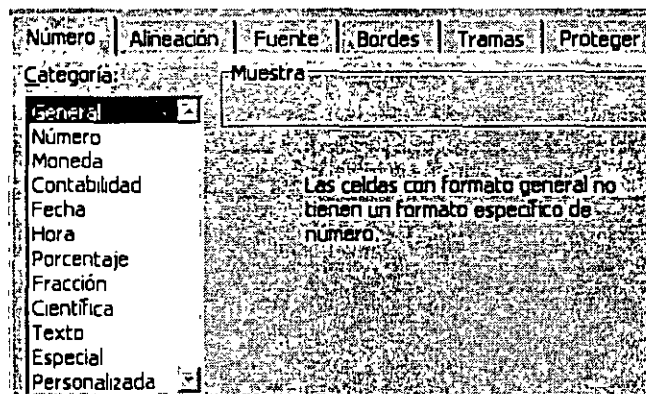 Número Alineación Fuente Bordes Tramas Proteger
Categoría:
Muestra
General
Número
Moneda
Contabilidad
Fecha
Hora
Porcentaje
Fracción
Científica
Texto
Especial
Personalizada
Las celdas con formato general no
tienen un formato específico de
número.